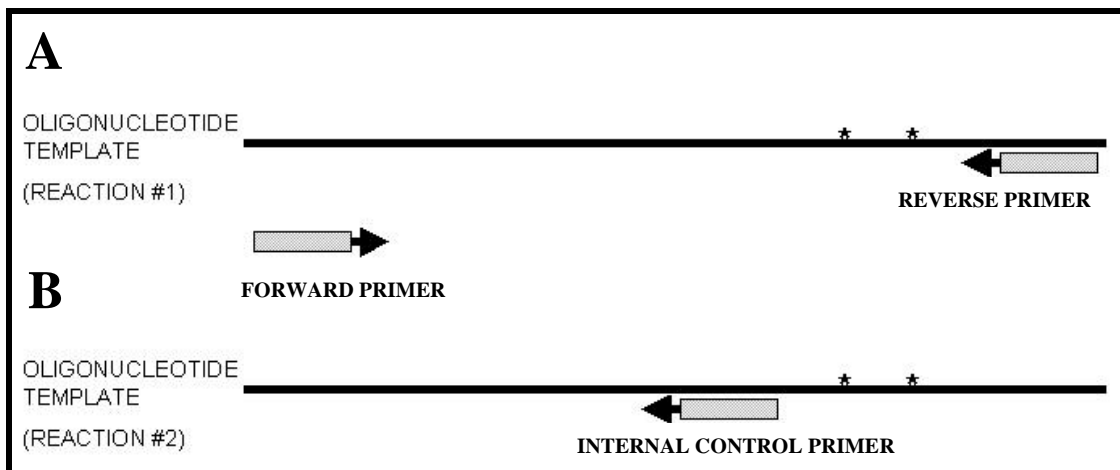 A
OLIGONUCLEOTIDE
TEMPLATE
(REACTION #1)
REVERSE PRIMER
FORWARD PRIMER
B
OLIGONUCLEOTIDE
TEMPLATE
(REACTION #2)
INTERNAL CONTROL PRIMER